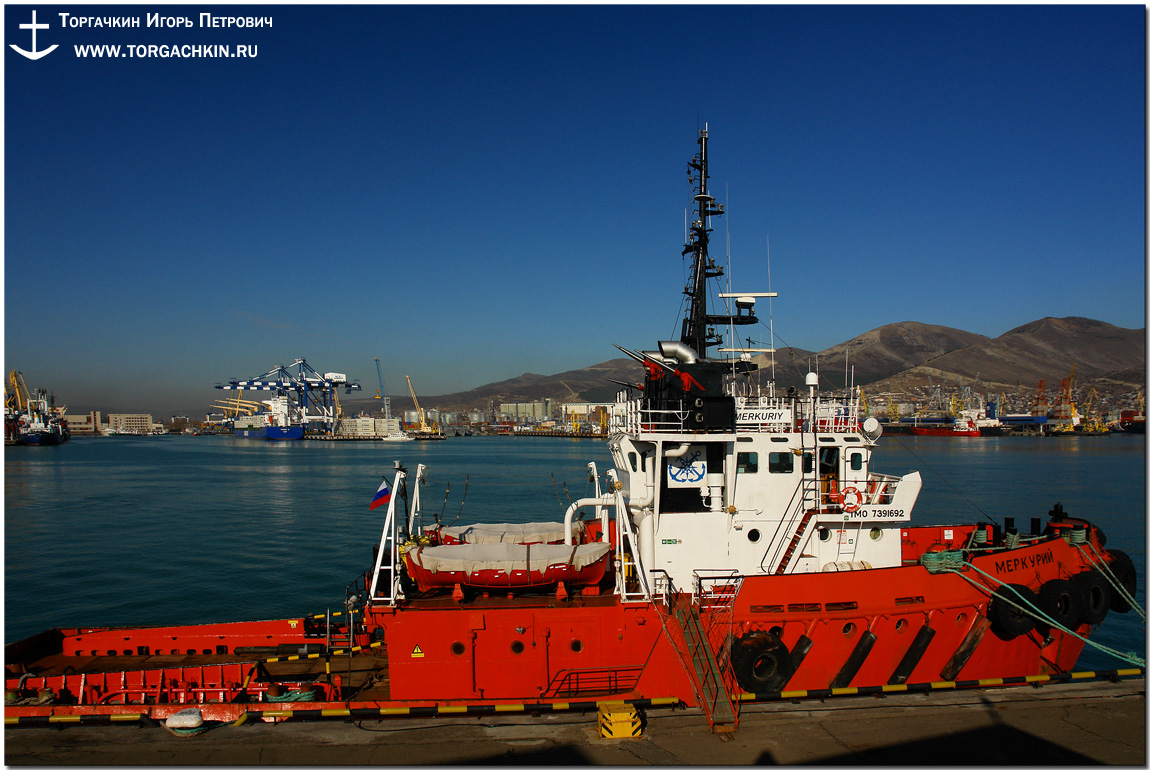 Торгачкин Игорь Петрович
www.torgachkin.ru
MERKURIY
IMO 7391692
МЕРКУРИЙ